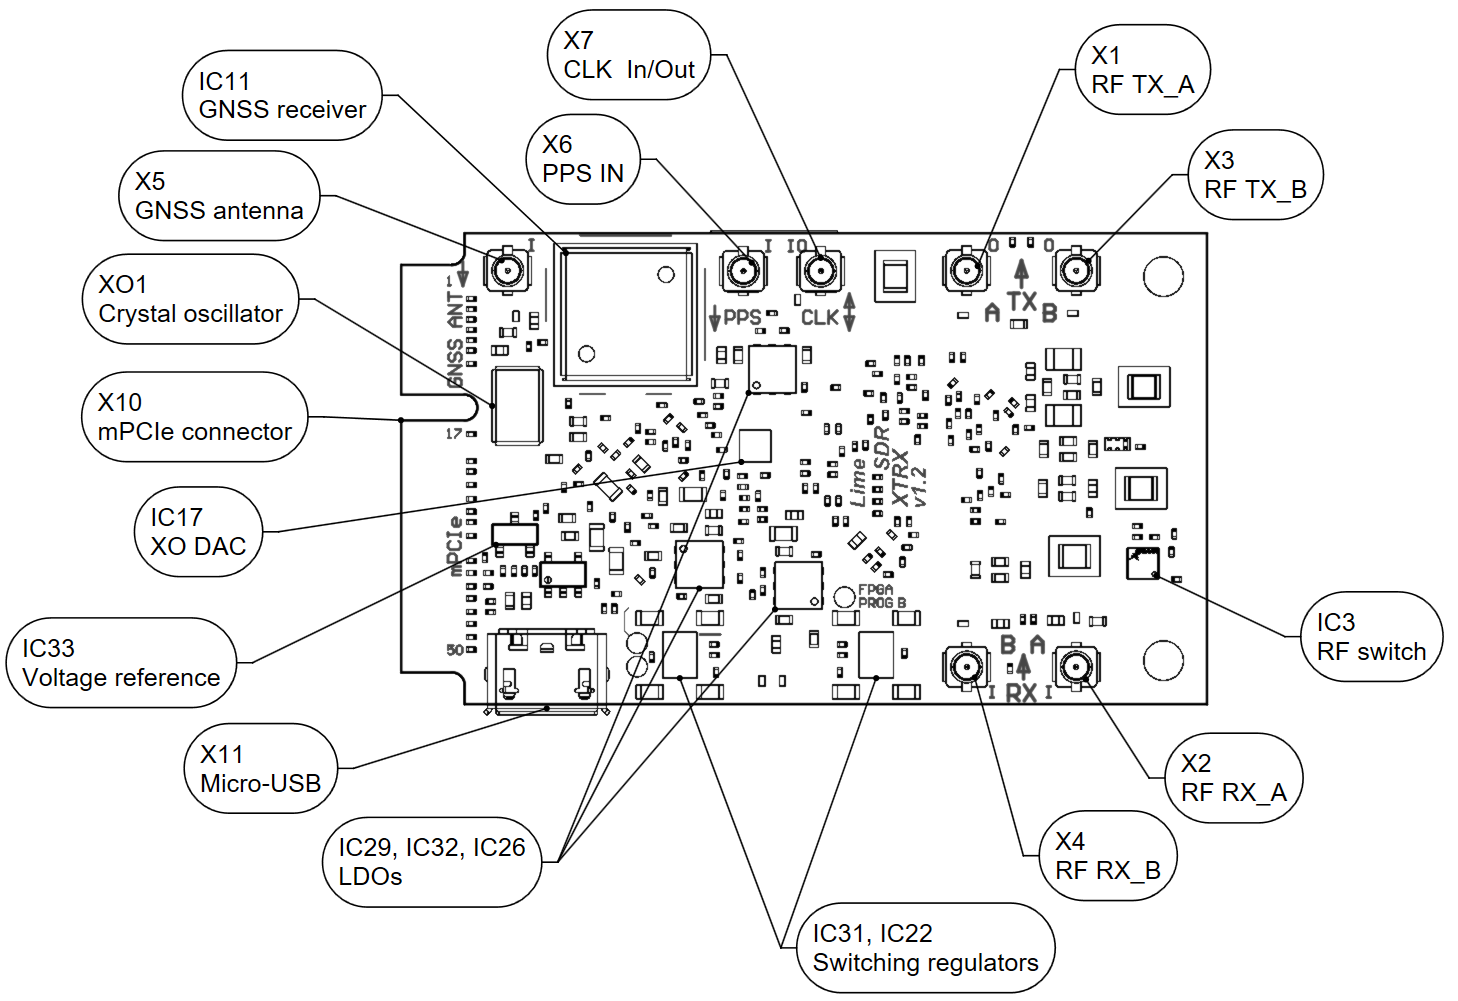 X7
CLK  In/Out
X1
RF TX_A
IC11
GNSS receiver
X6
PPS IN
X3
RF TX_B
X5
GNSS antenna
XO1
Crystal oscillator
X10
mPCIe connector
IC17
XO DAC
IC33
Voltage reference
X11
Micro-USB
IC29, IC32, IC26
LDOs
IC31, IC22
Switching regulators
X4
RF RX_B
X2
RF RX_A
IC3
RF switch
I
I IO
O O
1
GNSS ANT
PPS
CLK
A TX B
17
Lime
SDR
XTRX
v1.2
mPCIe
FPGA
PROG B
50
B A
I RX I